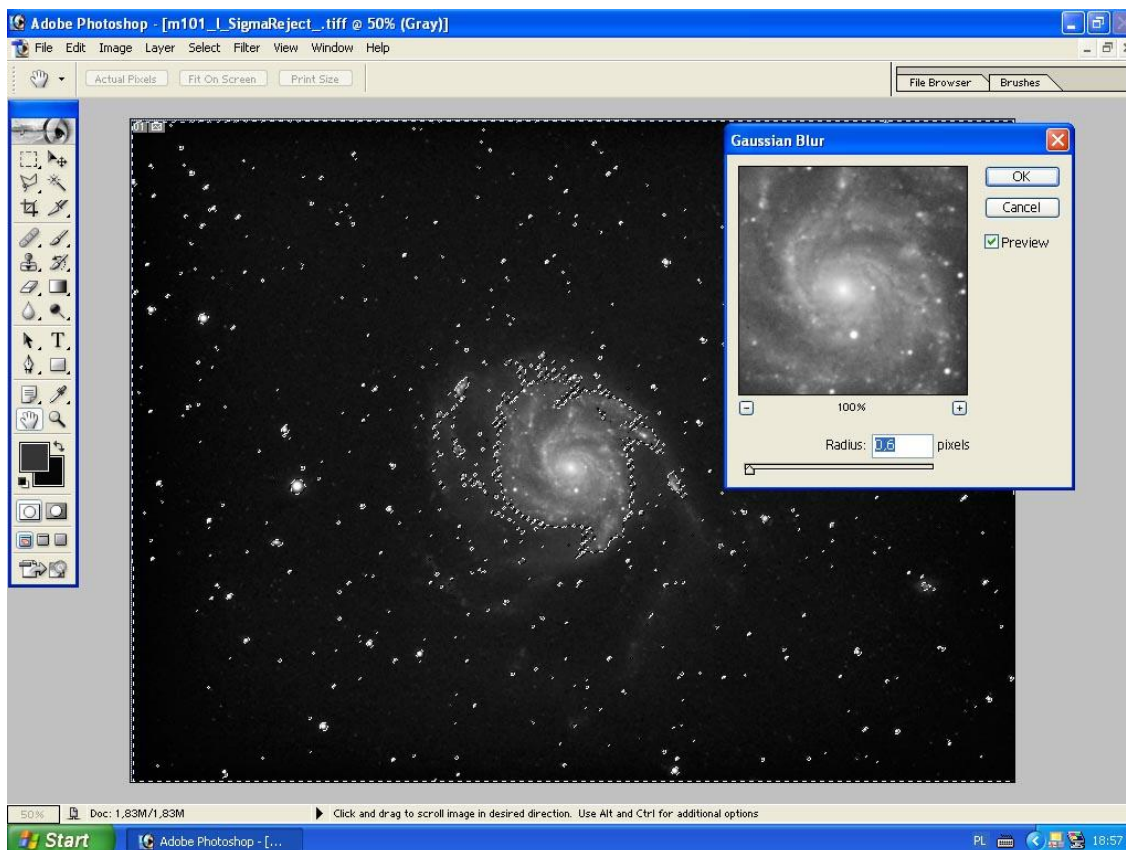 Adobe Photoshop - [m101_l_SigmaReject_.tiff @ 50% (Gray)]
File Edit Image Layer Select Filter View Window Help
Actual Pixels Fit On Screen Print Size File Browser Brushes
01
Gaussian Blur
OK
Cancel
Preview
100%
Radius: 0,6 pixels
50% Doc: 1,83M/1,83M Click and drag to scroll image in desired direction. Use Alt and Ctrl for additional options
Start Adobe Photoshop - [... PL 18:57